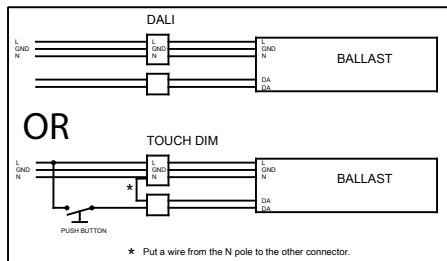 DALI
L L L
GND GND GND
N N N
BALLAST
DA
DA
OR
TOUCH DIM
L L L
GND GND GND
N N N
BALLAST
*
DA
DA
PUSH BUTTON
* Put a wire from the N pole to the other connector.